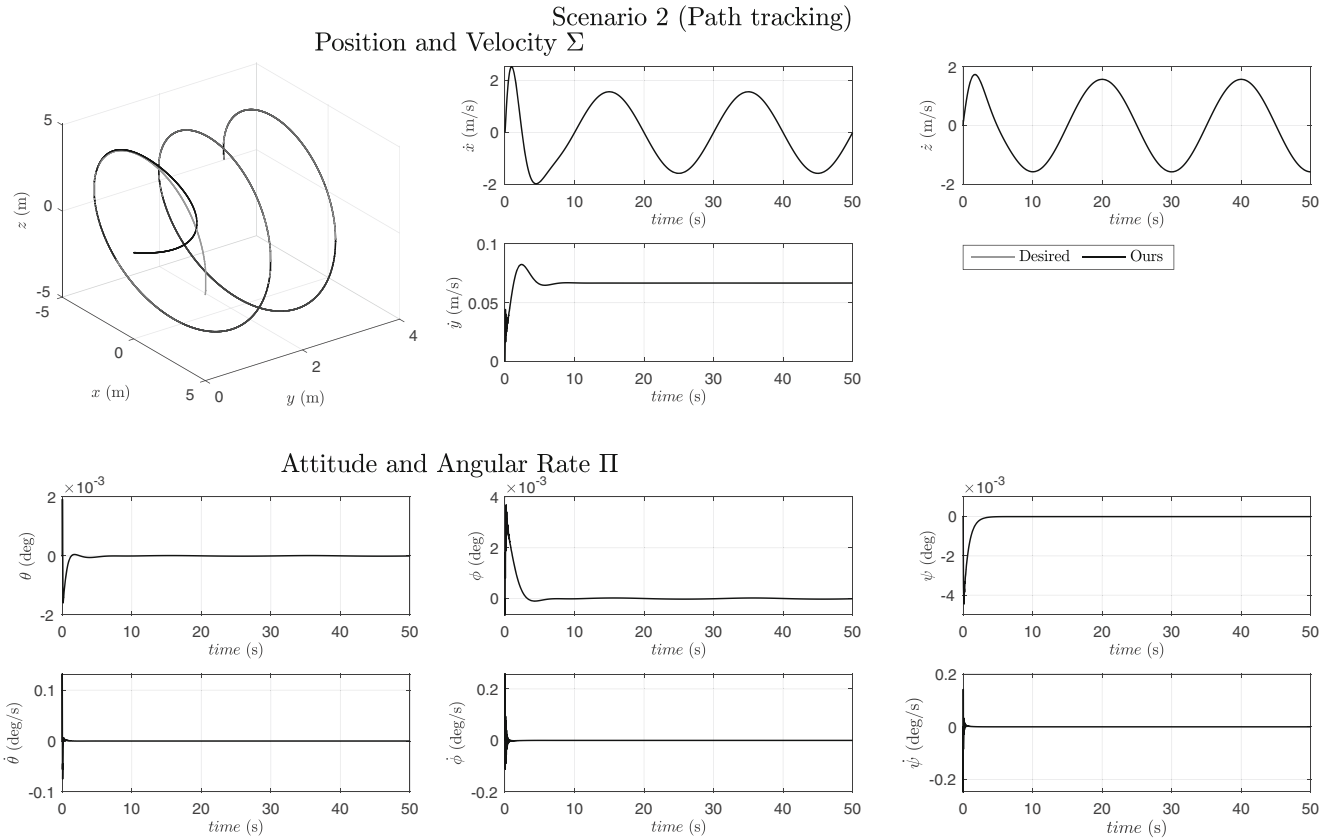 Scenario 2 (Path tracking)
Position and Velocity Σ
5
0
-5
z (m)
-5
0
5
x (m)
0
2
4
y (m)
2
0
-2
ẋ (m/s)
0 10 20 30 40 50
time (s)
2
0
-2
ż (m/s)
0 10 20 30 40 50
time (s)
0.1
0.05
0
ẏ (m/s)
0 10 20 30 40 50
time (s)
Desired Ours
Attitude and Angular Rate Π
×10-3
2
0
-2
θ (deg)
0 10 20 30 40 50
time (s)
×10-3
4
2
0
ϕ (deg)
0 10 20 30 40 50
time (s)
×10-3
0
-2
-4
ψ (deg)
0 10 20 30 40 50
time (s)
0.1
0
-0.1
θ̇ (deg/s)
0 10 20 30 40 50
time (s)
0.2
0
-0.2
ϕ̇ (deg/s)
0 10 20 30 40 50
time (s)
0.2
0
-0.2
ψ̇ (deg/s)
0 10 20 30 40 50
time (s)